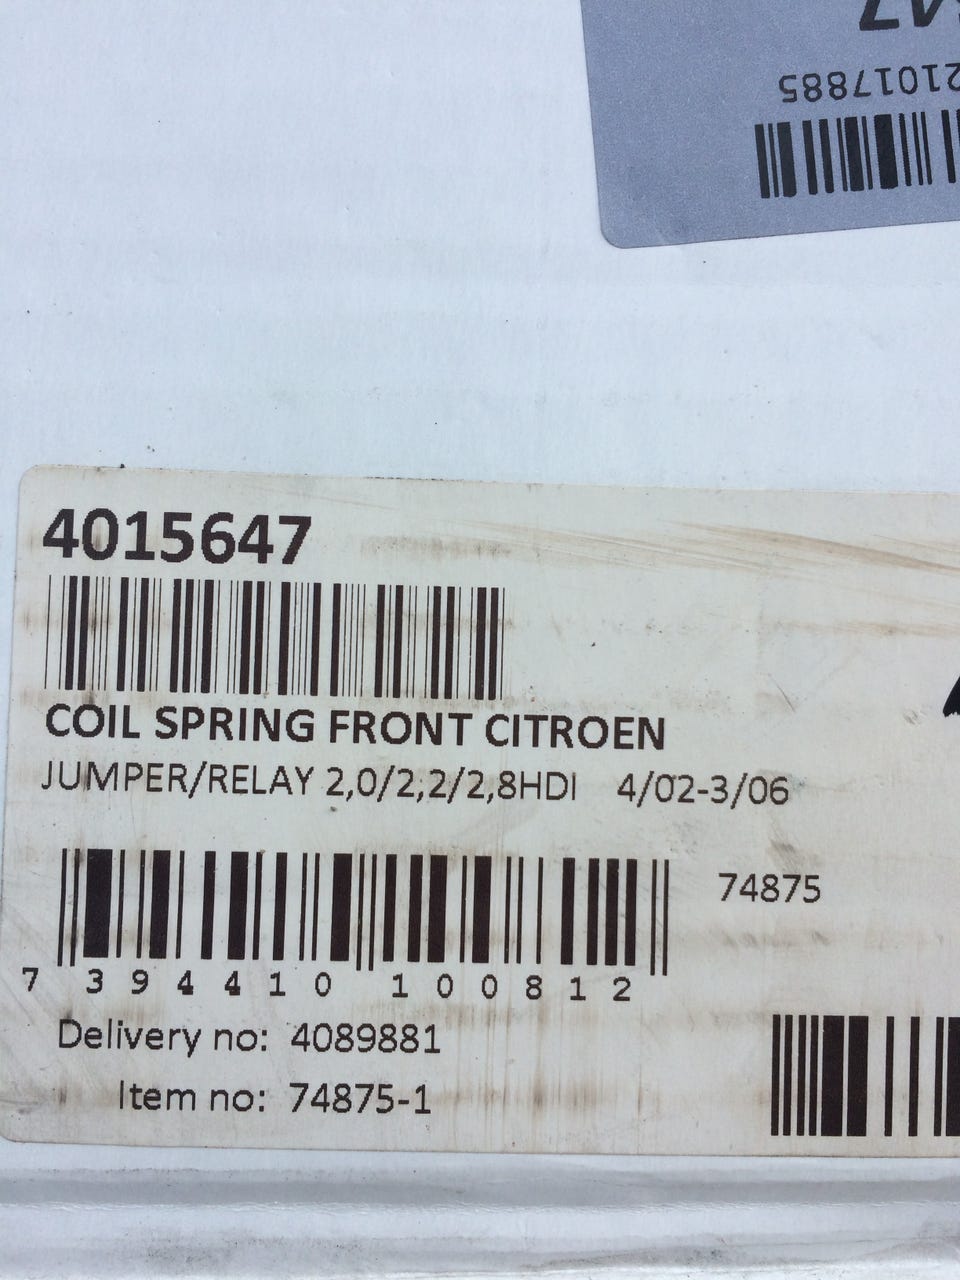 21017885
4015647
COIL SPRING FRONT CITROEN
JUMPER/RELAY 2,0/2,2/2,8HDI 4/02-3/06
74875
7 394410 100812
Delivery no: 4089881
Item no: 74875-1